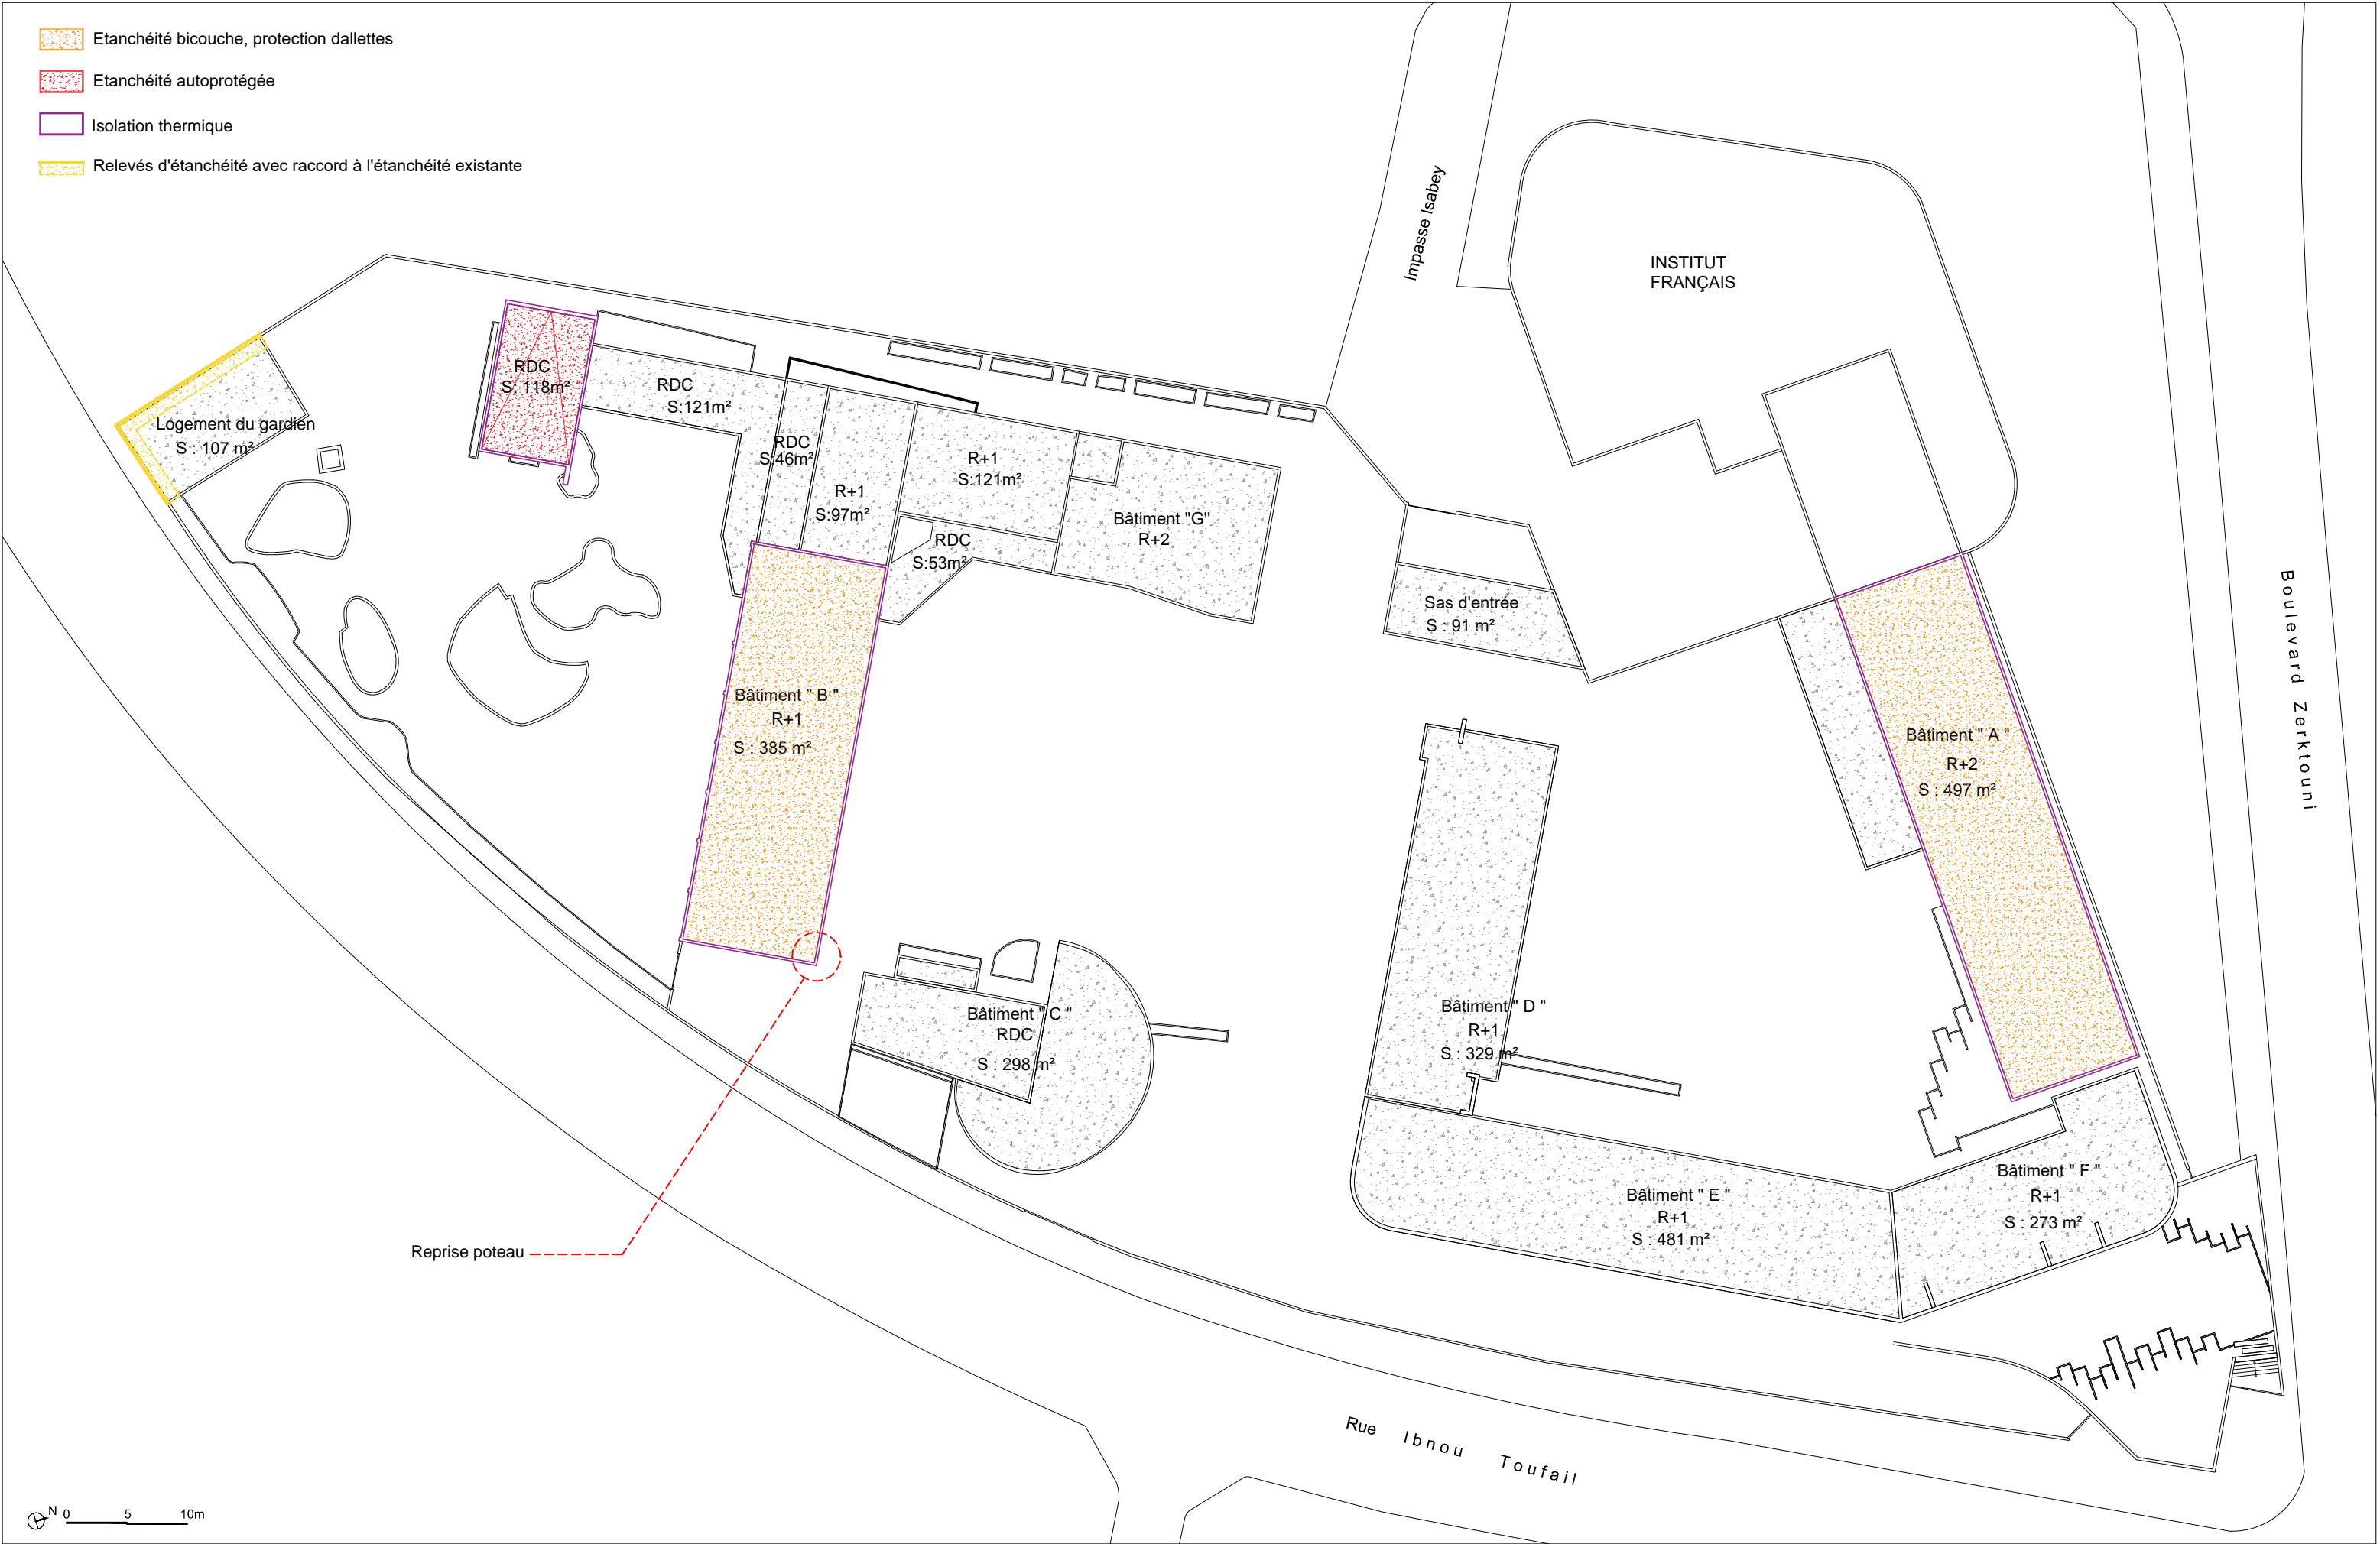 Etanchéité bicouche, protection dallettes
Etanchéité autoprotégée
Isolation thermique
Relevés d'étanchéité avec raccord à l'étanchéité existante
Impasse Isabey
INSTITUT
FRANÇAIS
RDC
S: 118m²
RDC
S:121m²
Logement du gardien
S : 107 m²
RDC
S:46m²
R+1
S:97m²
R+1
S:121m²
RDC
S:53m²
Bâtiment "G"
R+2
Sas d'entrée
S : 91 m²
Boulevard Zerktouni
Bâtiment " B "
R+1
S : 385 m²
Bâtiment " A "
R+2
S : 497 m²
Bâtiment " C "
RDC
S : 298 m²
Bâtiment " D "
R+1
S : 329 m²
Bâtiment " E "
R+1
S : 481 m²
Bâtiment " F "
R+1
S : 273 m²
Reprise poteau
Rue Ibnou Toufail
N 0 5 10m